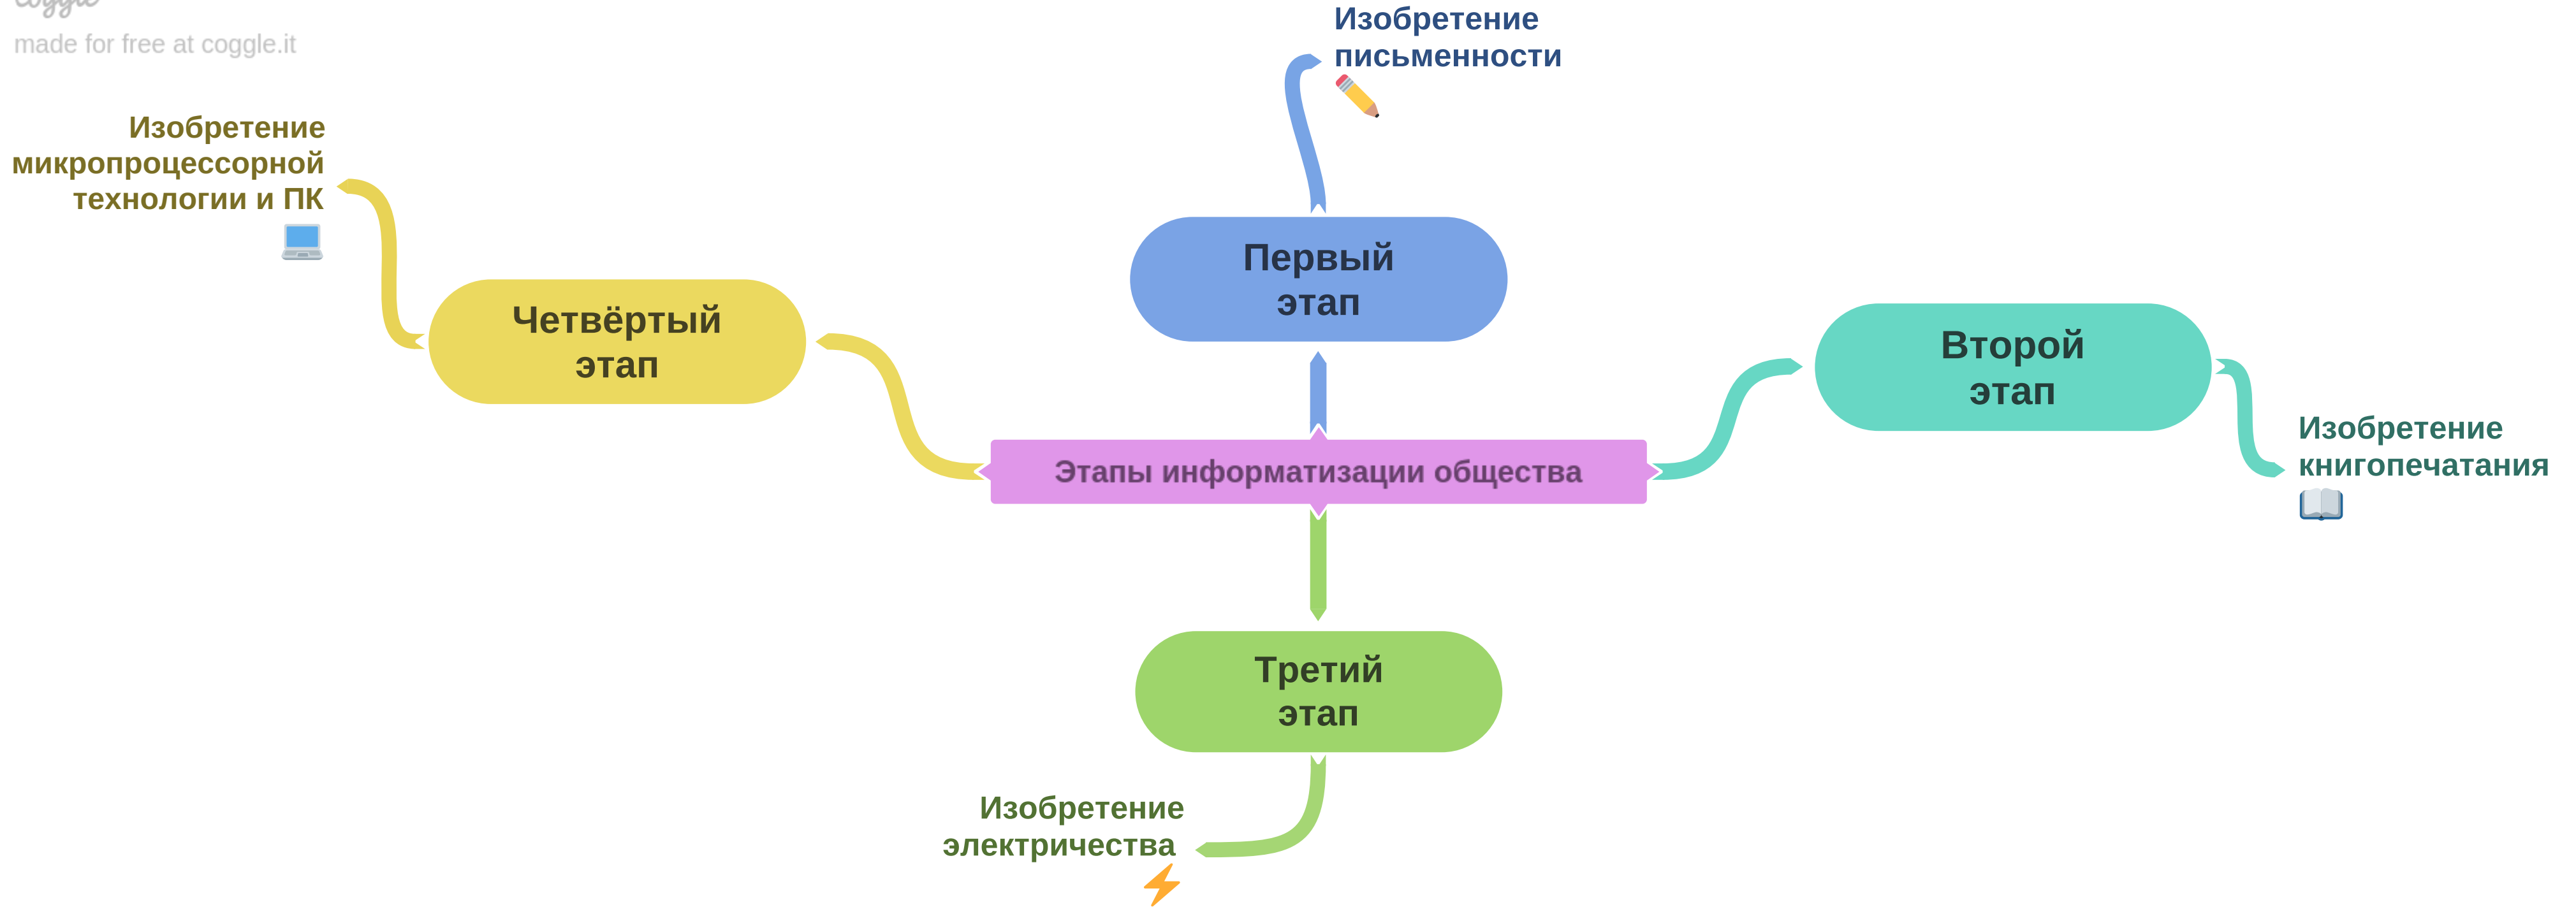 coggle
made for free at coggle.it
Изобретение
письменности
Изобретение
микропроцессорной
технологии и ПК
Первый
этап
Четвёртый
этап
Второй
этап
Изобретение
книгопечатания
Этапы информатизации общества
Третий
этап
Изобретение
электричества